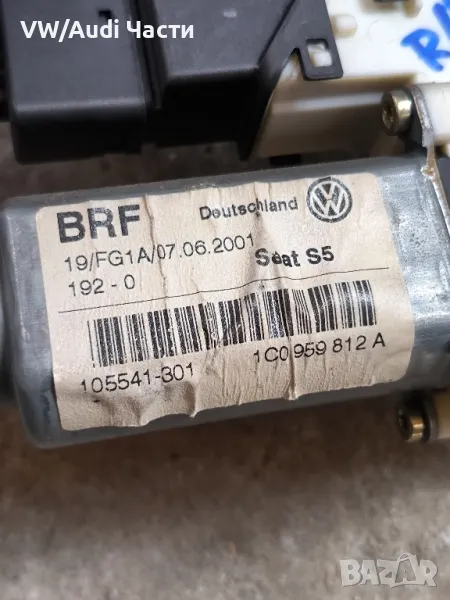 VW/Audi Части
BRF
Deutschland
19/FG1A/07.06.2001
Seat S5
192-0
105541-301
1C0 959 812 A
BAZAR